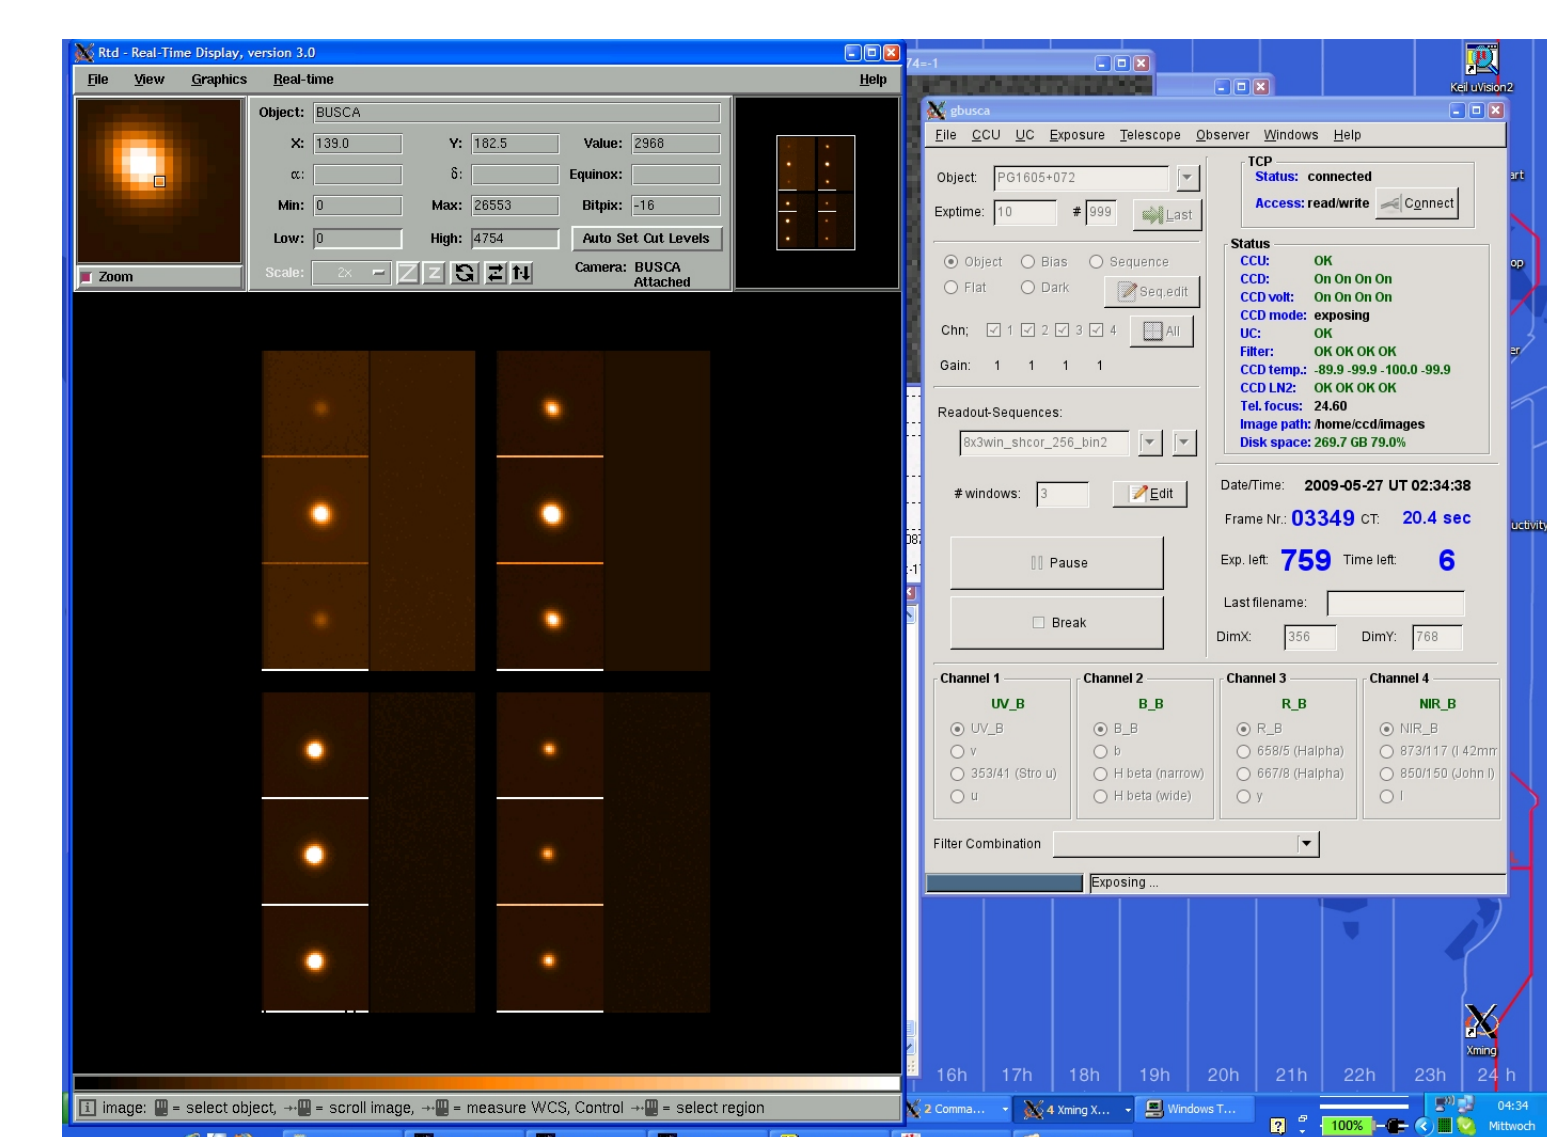 Rtd - Real-Time Display, version 3.0
File View Graphics Real-time Help
Object: BUSCA
X: 139.0 Y: 182.5 Value: 2968
α: δ: Equinox:
Min: 0 Max: 26553 Bitpix: -16
Low: 0 High: 4754 Auto Set Cut Levels
Scale: 2x Z Z Camera: BUSCA
Attached
Zoom
image: = select object, = scroll image, = measure WCS, Control = select region
74=-1
Keil uVision2
gbusca
File CCU UC Exposure Telescope Observer Windows Help
Object: PG1605+072
Exptime: 10 # 999 Last
Object Bias Sequence
Flat Dark Seq.edit
Chn; 1 2 3 4 All
Gain: 1 1 1 1
Readout-Sequences:
8x3win_shcor_256_bin2
# windows: 3 Edit
Pause
Break
TCP
Status: connected
Access: read/write Connect
Status
CCU: OK
CCD: On On On On
CCD volt: On On On On
CCD mode: exposing
UC: OK
Filter: OK OK OK OK
CCD temp.: -89.9 -99.9 -100.0 -99.9
CCD LN2: OK OK OK OK
Tel. focus: 24.60
Image path: /home/ccd/images
Disk space: 269.7 GB 79.0%
Date/Time: 2009-05-27 UT 02:34:38
Frame Nr.: 03349 CT: 20.4 sec
Exp. left: 759 Time left: 6
Last filename:
DimX: 356 DimY: 768
Channel 1 Channel 2 Channel 3 Channel 4
UV_B B_B R_B NIR_B
UV_B B_B R_B NIR_B
v b 658/5 (Halpha) 873/117 (I 42mm
353/41 (Stro u) H beta (narrow) 667/8 (Halpha) 850/150 (John I)
u H beta (wide) y I
Filter Combination
Exposing ...
Xming
16h 17h 18h 19h 20h 21h 22h 23h 24 h
2 Comma... 4 Xming X... Windows T... 04:34
100% Mittwoch